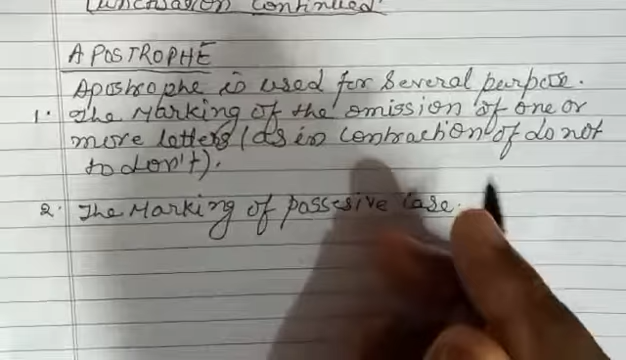 Punctuation Continued
APOSTROPHE
Apostrophe is used for several purpose.
1. The Marking of the omission of one or
more letters (as in contraction of do not
to don't).
2. The Marking of possesive case.